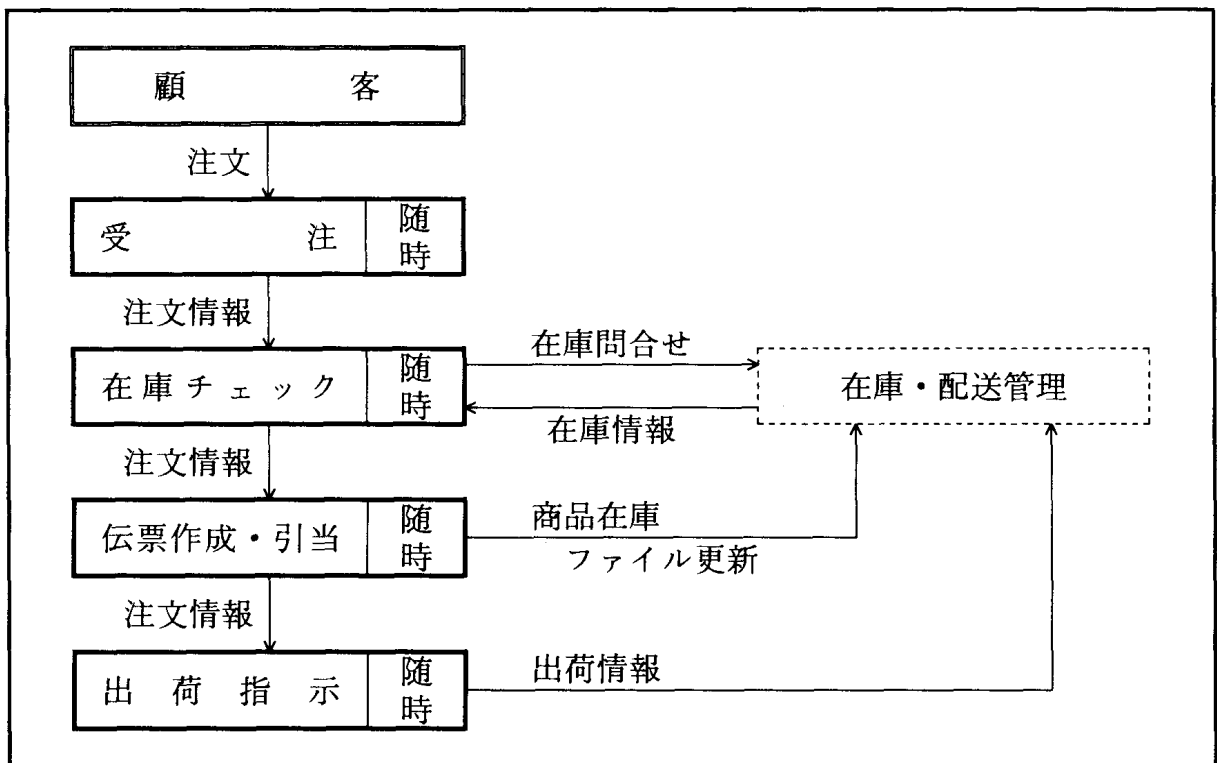 顧客
注文
受注
随時
注文情報
在庫チェック
随時
在庫問合せ
在庫情報
在庫・配送管理
注文情報
伝票作成・引当
随時
商品在庫
ファイル更新
注文情報
出荷指示
随時
出荷情報